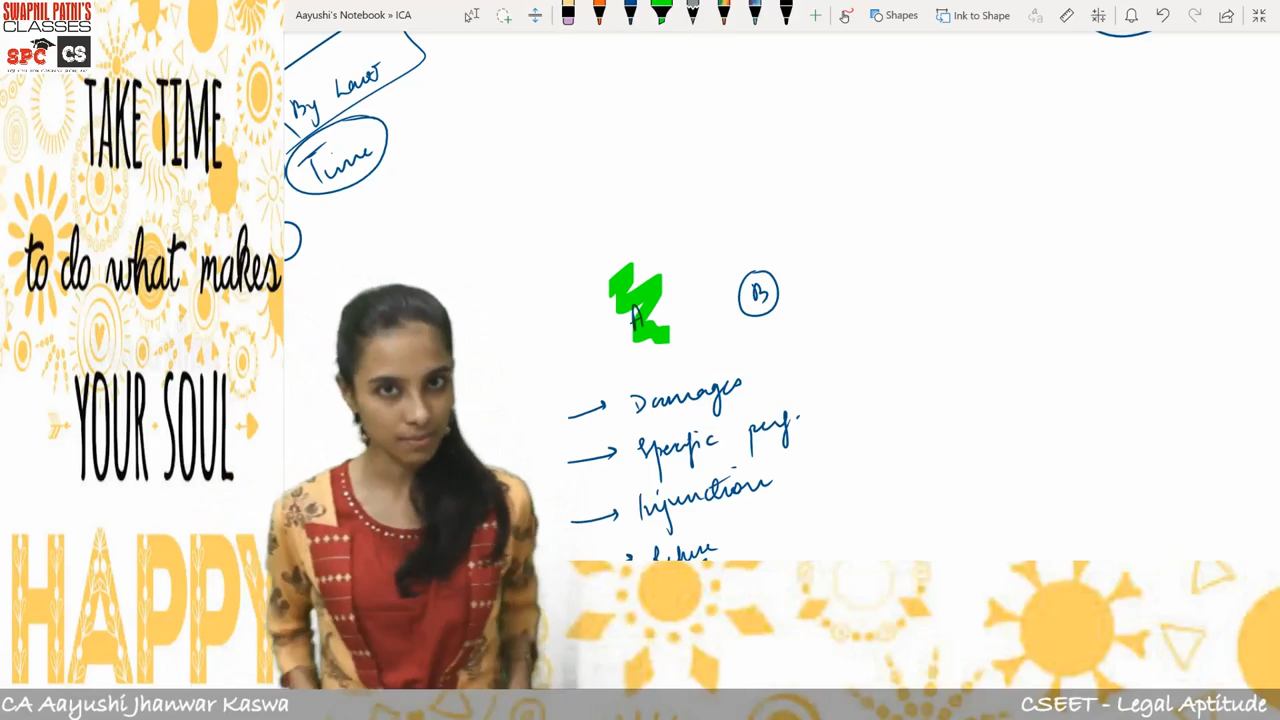 SWAPNIL PATNI'S
CLASSES
SPC CS
TAKE TIME
to do what makes
YOUR SOUL
HAPPY
Aayushi's Notebook » ICA
Shapes
Ink to Shape
By Law
Time
A
B
Damages
Specific perf.
Injunction
CA Aayushi Jhanwar Kaswa
CSEET - Legal Aptitude